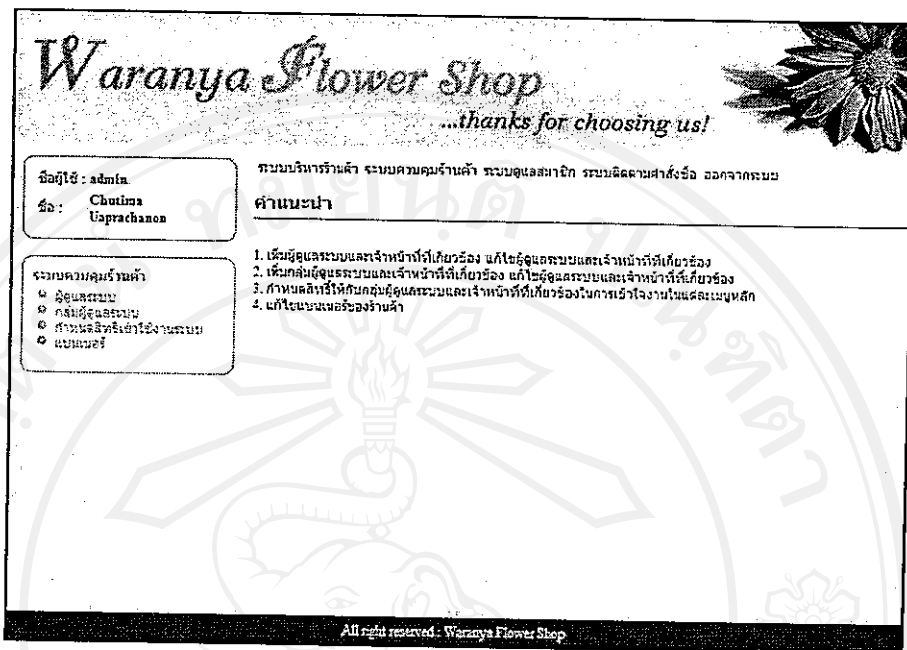 Waranya Flower Shop
...thanks for choosing us!
ชื่อผู้ใช้ : admin
ชื่อ : Chutima
Uaprachanon
ระบบบริหารร้านค้า ระบบควบคุมร้านค้า ระบบดูแลสมาชิก ระบบติดตามคำสั่งซื้อ ออกจากระบบ
คำแนะนำ
ระบบควบคุมร้านค้า
ผู้ดูแลระบบ
กลุ่มผู้ดูแลระบบ
กำหนดสิทธิ์เข้าใช้งานระบบ
แบนเนอร์
1. เพิ่มผู้ดูแลระบบและเจ้าหน้าที่ที่เกี่ยวข้อง แก้ไขผู้ดูแลระบบและเจ้าหน้าที่ที่เกี่ยวข้อง
2. เพิ่มกลุ่มผู้ดูแลระบบและเจ้าหน้าที่ที่เกี่ยวข้อง แก้ไขผู้ดูแลระบบและเจ้าหน้าที่ที่เกี่ยวข้อง
3. กำหนดสิทธิ์ให้กับกลุ่มผู้ดูแลระบบและเจ้าหน้าที่ที่เกี่ยวข้องในการเข้าใจงานในแต่ละเมนูหลัก
4. แก้ไขแบนเนอร์ของร้านค้า
All right reserved : Waranya Flower Shop